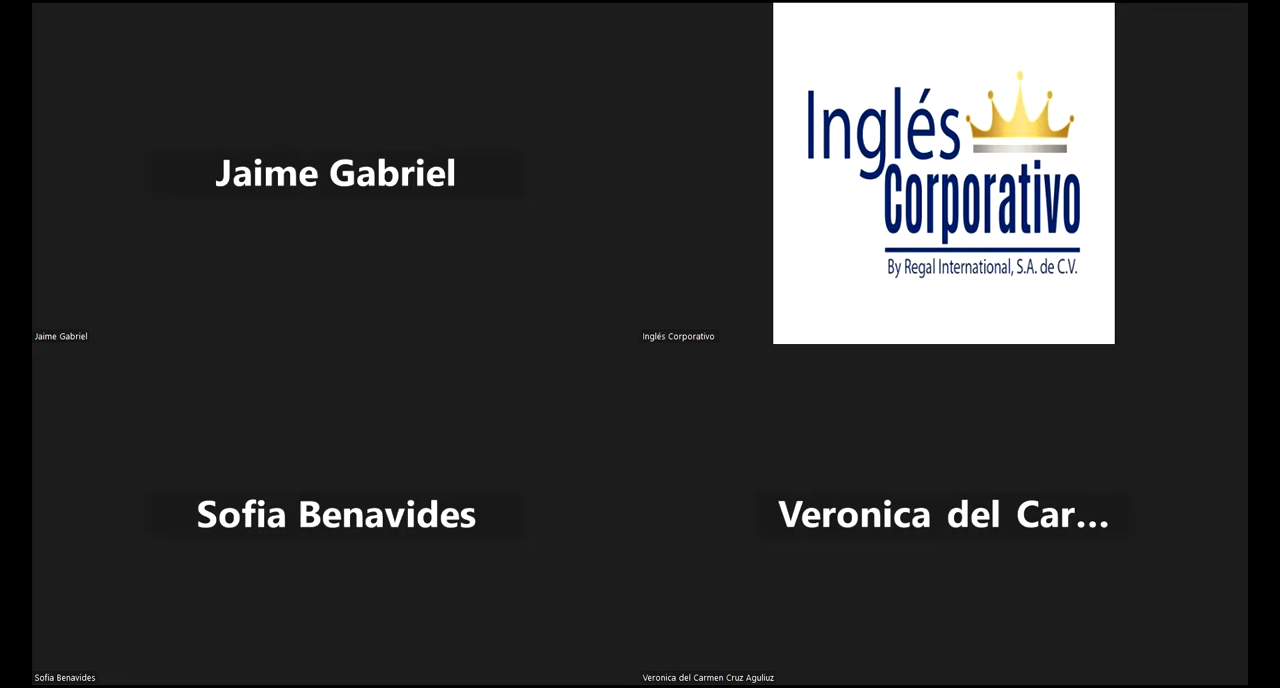 Jaime Gabriel
Jaime Gabriel
Inglés
Corporativo
By Regal International, S.A. de C.V.
Inglés Corporativo
Sofia Benavides
Sofia Benavides
Veronica del Car...
Veronica del Carmen Cruz Aguliuz